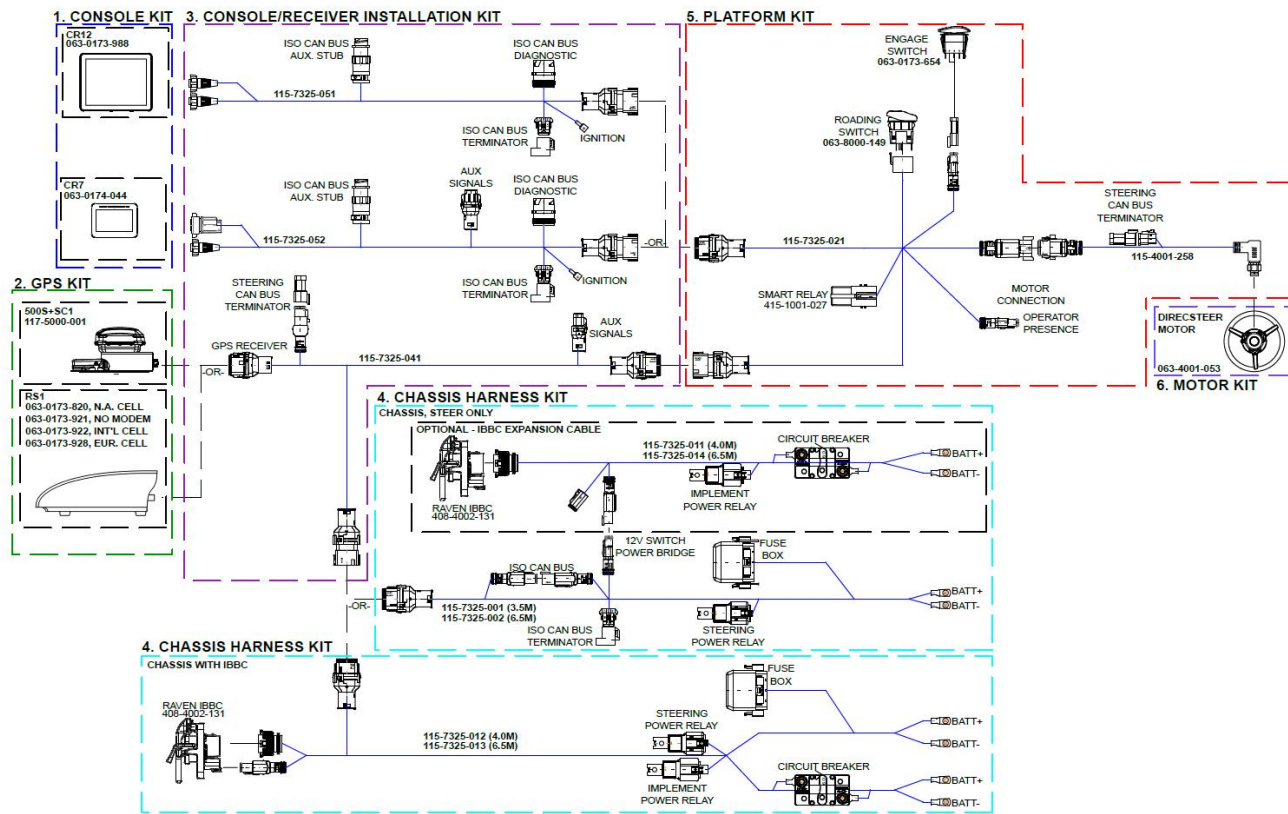 1. CONSOLE KIT
CR12
063-0173-988
CR7
063-0174-044
2. GPS KIT
500S+SC1
117-5000-001
RS1
063-0173-820, N.A. CELL
063-0173-921, NO MODEM
063-0173-922, INT'L CELL
063-0173-928, EUR. CELL
3. CONSOLE/RECEIVER INSTALLATION KIT
ISO CAN BUS
AUX. STUB
ISO CAN BUS
DIAGNOSTIC
115-7325-051
ISO CAN BUS
TERMINATOR
IGNITION
ISO CAN BUS
AUX. STUB
AUX
SIGNALS
ISO CAN BUS
DIAGNOSTIC
115-7325-052
-OR-
ISO CAN BUS
TERMINATOR
IGNITION
STEERING
CAN BUS
TERMINATOR
AUX
SIGNALS
GPS RECEIVER
-OR-
115-7325-041
5. PLATFORM KIT
ENGAGE
SWITCH
063-0173-654
ROADING
SWITCH
063-8000-149
STEERING
CAN BUS
TERMINATOR
115-7325-021
115-4001-258
SMART RELAY
415-1001-027
MOTOR
CONNECTION
OPERATOR
PRESENCE
DIRECSTEER
MOTOR
063-4001-053
6. MOTOR KIT
4. CHASSIS HARNESS KIT
CHASSIS, STEER ONLY
OPTIONAL - IBBC EXPANSION CABLE
115-7325-011 (4.0M)
115-7325-014 (6.5M)
CIRCUIT BREAKER
BATT+
BATT-
RAVEN IBBC
408-4002-131
IMPLEMENT
POWER RELAY
12V SWITCH
POWER BRIDGE
FUSE
BOX
ISO CAN BUS
-OR-
115-7325-001 (3.5M)
115-7325-002 (6.5M)
ISO CAN BUS
TERMINATOR
STEERING
POWER RELAY
BATT+
BATT-
4. CHASSIS HARNESS KIT
CHASSIS WITH IBBC
RAVEN IBBC
408-4002-131
FUSE
BOX
STEERING
POWER RELAY
BATT+
BATT-
115-7325-012 (4.0M)
115-7325-013 (6.5M)
IMPLEMENT
POWER RELAY
CIRCUIT BREAKER
BATT+
BATT-